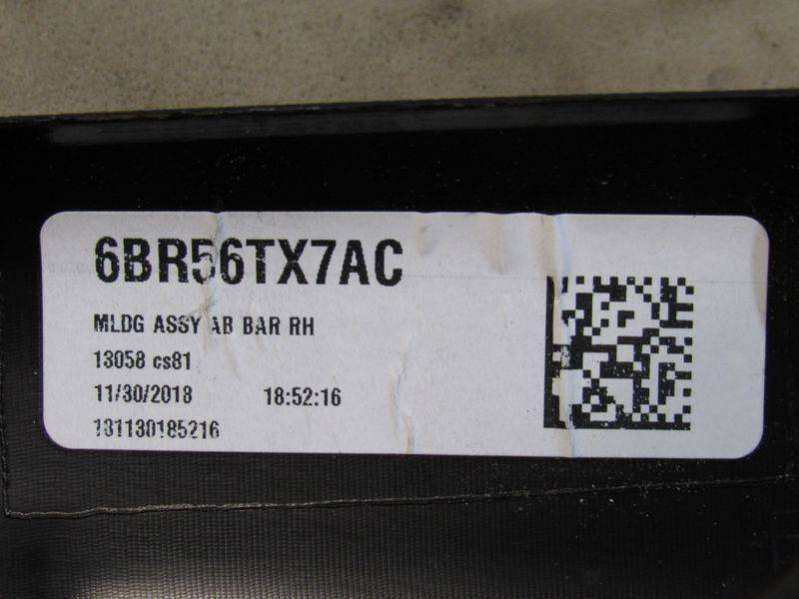 6BR56TX7AC
MLDG ASSY AB BAR RH
13058 cs81
11/30/2018 18:52:16
181130185216